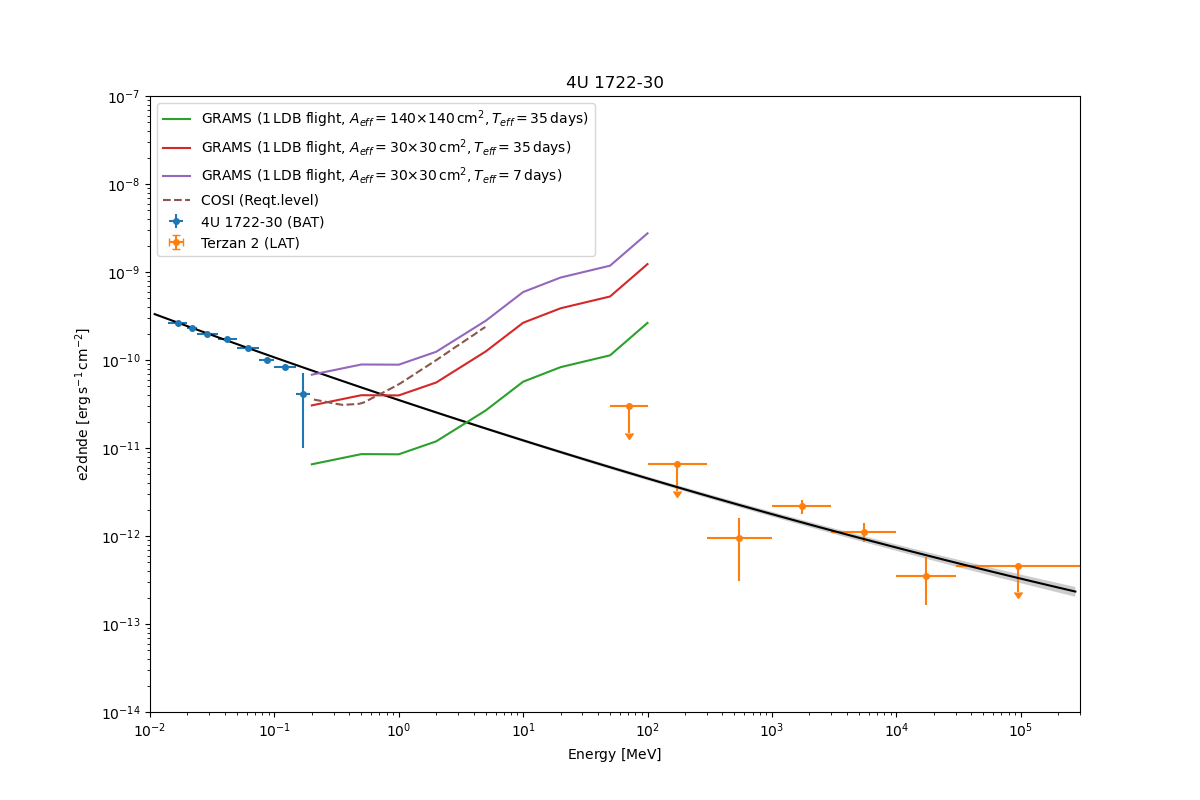 4U 1722-30
GRAMS (1 LDB flight, A_eff = 140×140 cm², T_eff = 35 days)
GRAMS (1 LDB flight, A_eff = 30×30 cm², T_eff = 35 days)
GRAMS (1 LDB flight, A_eff = 30×30 cm², T_eff = 7 days)
COSI (Reqt.level)
4U 1722-30 (BAT)
Terzan 2 (LAT)
e2dnde [erg s⁻¹ cm⁻²]
10⁻⁷
10⁻⁸
10⁻⁹
10⁻¹⁰
10⁻¹¹
10⁻¹²
10⁻¹³
10⁻¹⁴
10⁻² 10⁻¹ 10⁰ 10¹ 10² 10³ 10⁴ 10⁵
Energy [MeV]